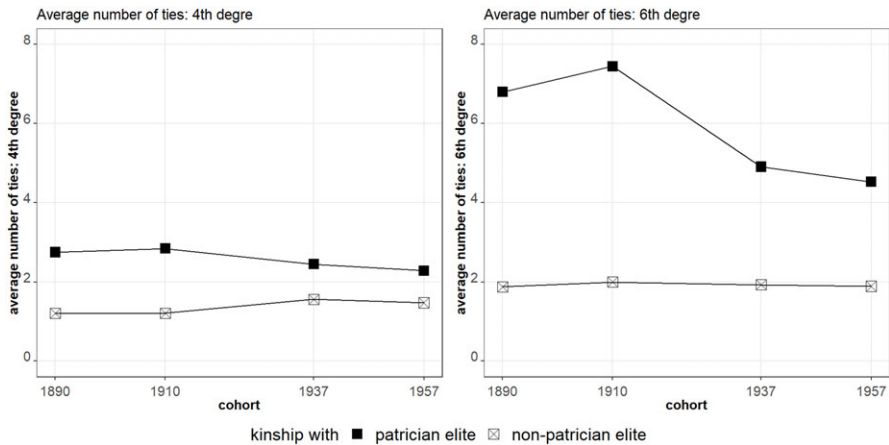 Average number of ties: 4th degre
average number of ties: 4th degree
8
6
4
2
0
1890 1910 1937 1957
cohort
Average number of ties: 6th degre
average number of ties: 6th degree
8
6
4
2
0
1890 1910 1937 1957
cohort
kinship with patrician elite non-patrician elite